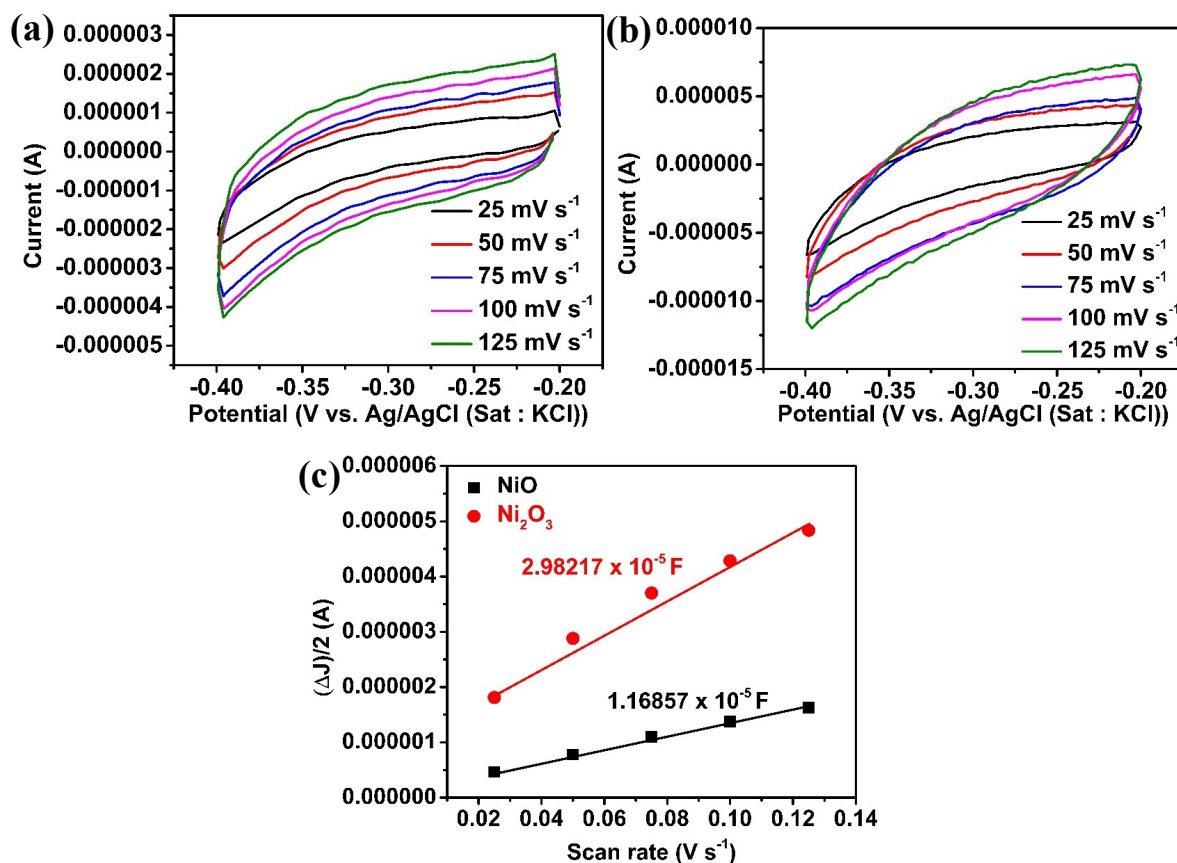 (a)
0.000003
0.000002
0.000001
0.000000
-0.000001
-0.000002
-0.000003
-0.000004
-0.000005
Current (A)
25 mV s⁻¹
50 mV s⁻¹
75 mV s⁻¹
100 mV s⁻¹
125 mV s⁻¹
-0.40 -0.35 -0.30 -0.25 -0.20
Potential (V vs. Ag/AgCl (Sat : KCl))
(b)
0.000010
0.000005
0.000000
-0.000005
-0.000010
-0.000015
Current (A)
25 mV s⁻¹
50 mV s⁻¹
75 mV s⁻¹
100 mV s⁻¹
125 mV s⁻¹
-0.40 -0.35 -0.30 -0.25 -0.20
Potential (V vs. Ag/AgCl (Sat : KCl))
(c)
0.000006
0.000005
0.000004
0.000003
0.000002
0.000001
0.000000
(ΔJ)/2 (A)
NiO
Ni₂O₃
2.98217 x 10⁻⁵ F
1.16857 x 10⁻⁵ F
0.02 0.04 0.06 0.08 0.10 0.12 0.14
Scan rate (V s⁻¹)